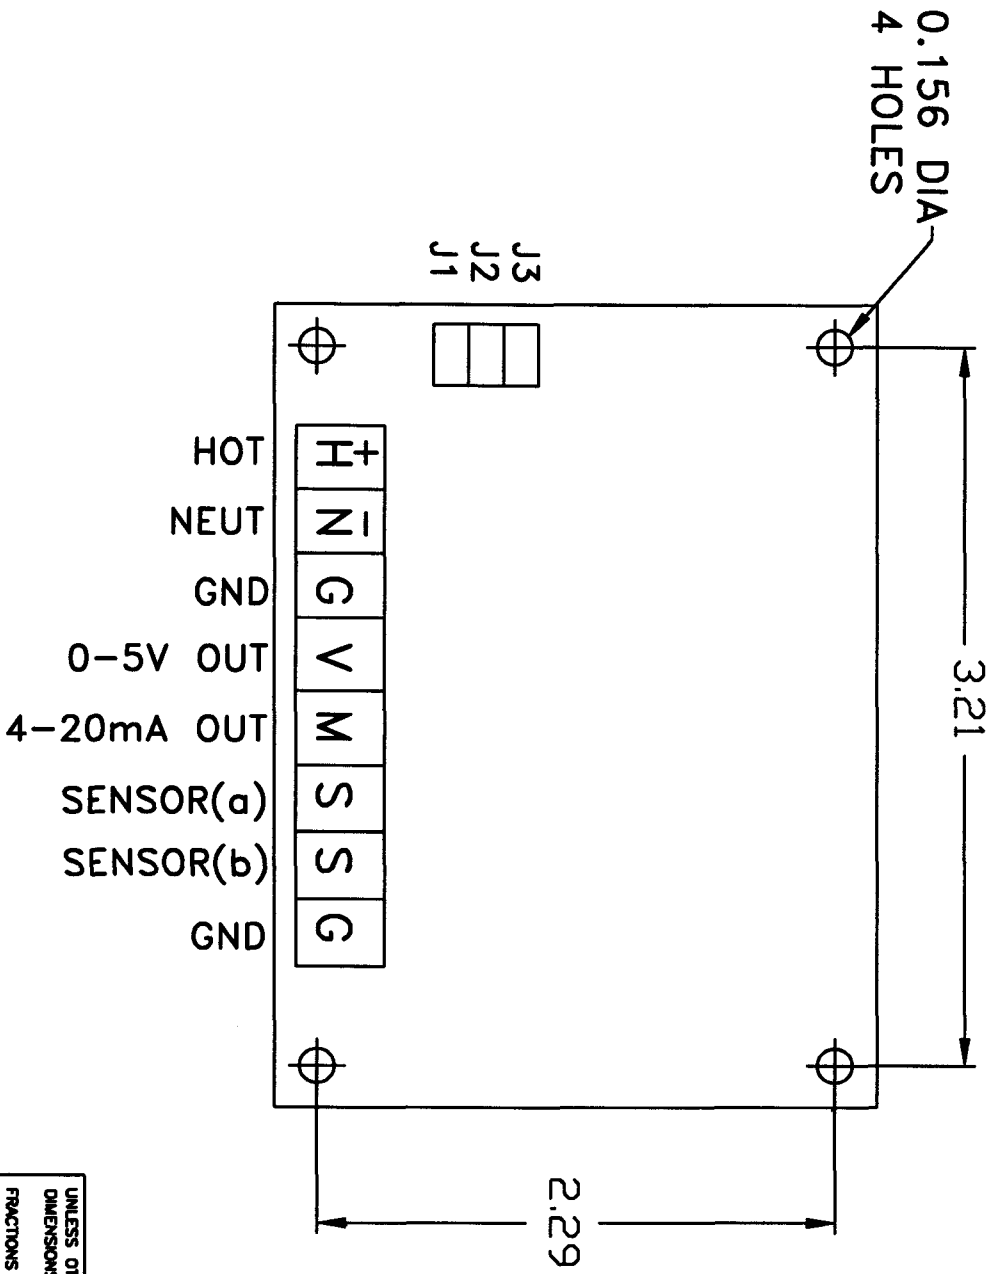 0.156 DIA
4 HOLES
J3
J2
J1
3.21
2.29
HOT
NEUT
GND
0-5V OUT
4-20mA OUT
SENSOR(a)
SENSOR(b)
GND
H+
N-
G
V
M
S
S
G
UNLESS
DIMENSIONS
FRACTIONS